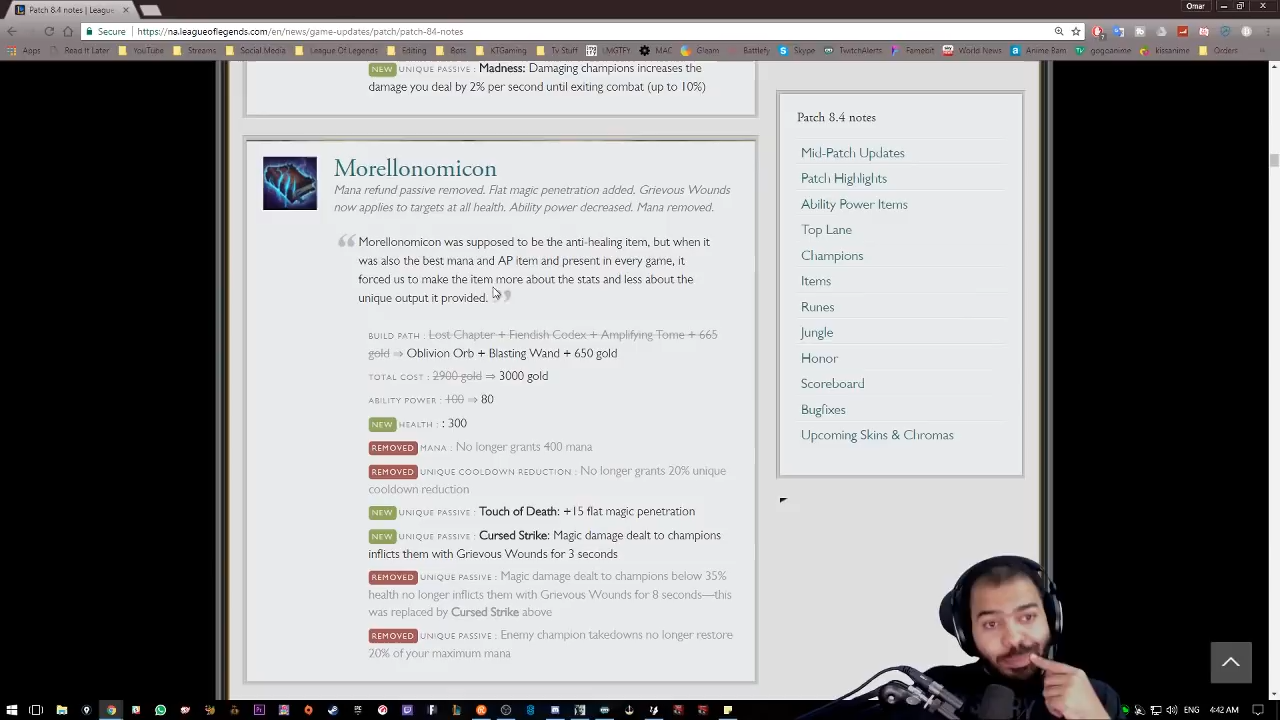 Patch 8.4 notes | League
Omar
Secure
https://na.leagueoflegends.com/en/news/game-updates/patch/patch-84-notes
Apps Read It Later YouTube Streams Social Media League Of Legends Editing Bots KTGaming Tv Stuff LMGTFY MAC Gleam Battlefy Skype TwitchAlerts Famebit World News Anime Bam gogoanime kissanime Orders
NEW UNIQUE PASSIVE : Madness: Damaging champions increases the
damage you deal by 2% per second until exiting combat (up to 10%)
Morellonomicon
Mana refund passive removed. Flat magic penetration added. Grievous Wounds
now applies to targets at all health. Ability power decreased. Mana removed.
Morellonomicon was supposed to be the anti-healing item, but when it
was also the best mana and AP item and present in every game, it
forced us to make the item more about the stats and less about the
unique output it provided.
BUILD PATH : Lost Chapter + Fiendish Codex + Amplifying Tome + 665
gold ⇒ Oblivion Orb + Blasting Wand + 650 gold
TOTAL COST : 2900 gold ⇒ 3000 gold
ABILITY POWER : 100 ⇒ 80
NEW HEALTH : : 300
REMOVED MANA : No longer grants 400 mana
REMOVED UNIQUE COOLDOWN REDUCTION : No longer grants 20% unique
cooldown reduction
NEW UNIQUE PASSIVE : Touch of Death: +15 flat magic penetration
NEW UNIQUE PASSIVE : Cursed Strike: Magic damage dealt to champions
inflicts them with Grievous Wounds for 3 seconds
REMOVED UNIQUE PASSIVE : Magic damage dealt to champions below 35%
health no longer inflicts them with Grievous Wounds for 8 seconds—this
was replaced by Cursed Strike above
REMOVED UNIQUE PASSIVE : Enemy champion takedowns no longer restore
20% of your maximum mana
Patch 8.4 notes
Mid-Patch Updates
Patch Highlights
Ability Power Items
Top Lane
Champions
Items
Runes
Jungle
Honor
Scoreboard
Bugfixes
Upcoming Skins & Chromas
ENG 4:42 AM